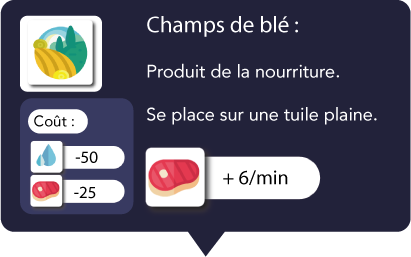 Champs de blé :
Produit de la nourriture.
Se place sur une tuile plaine.
Coût :
-50
-25
+ 6/min